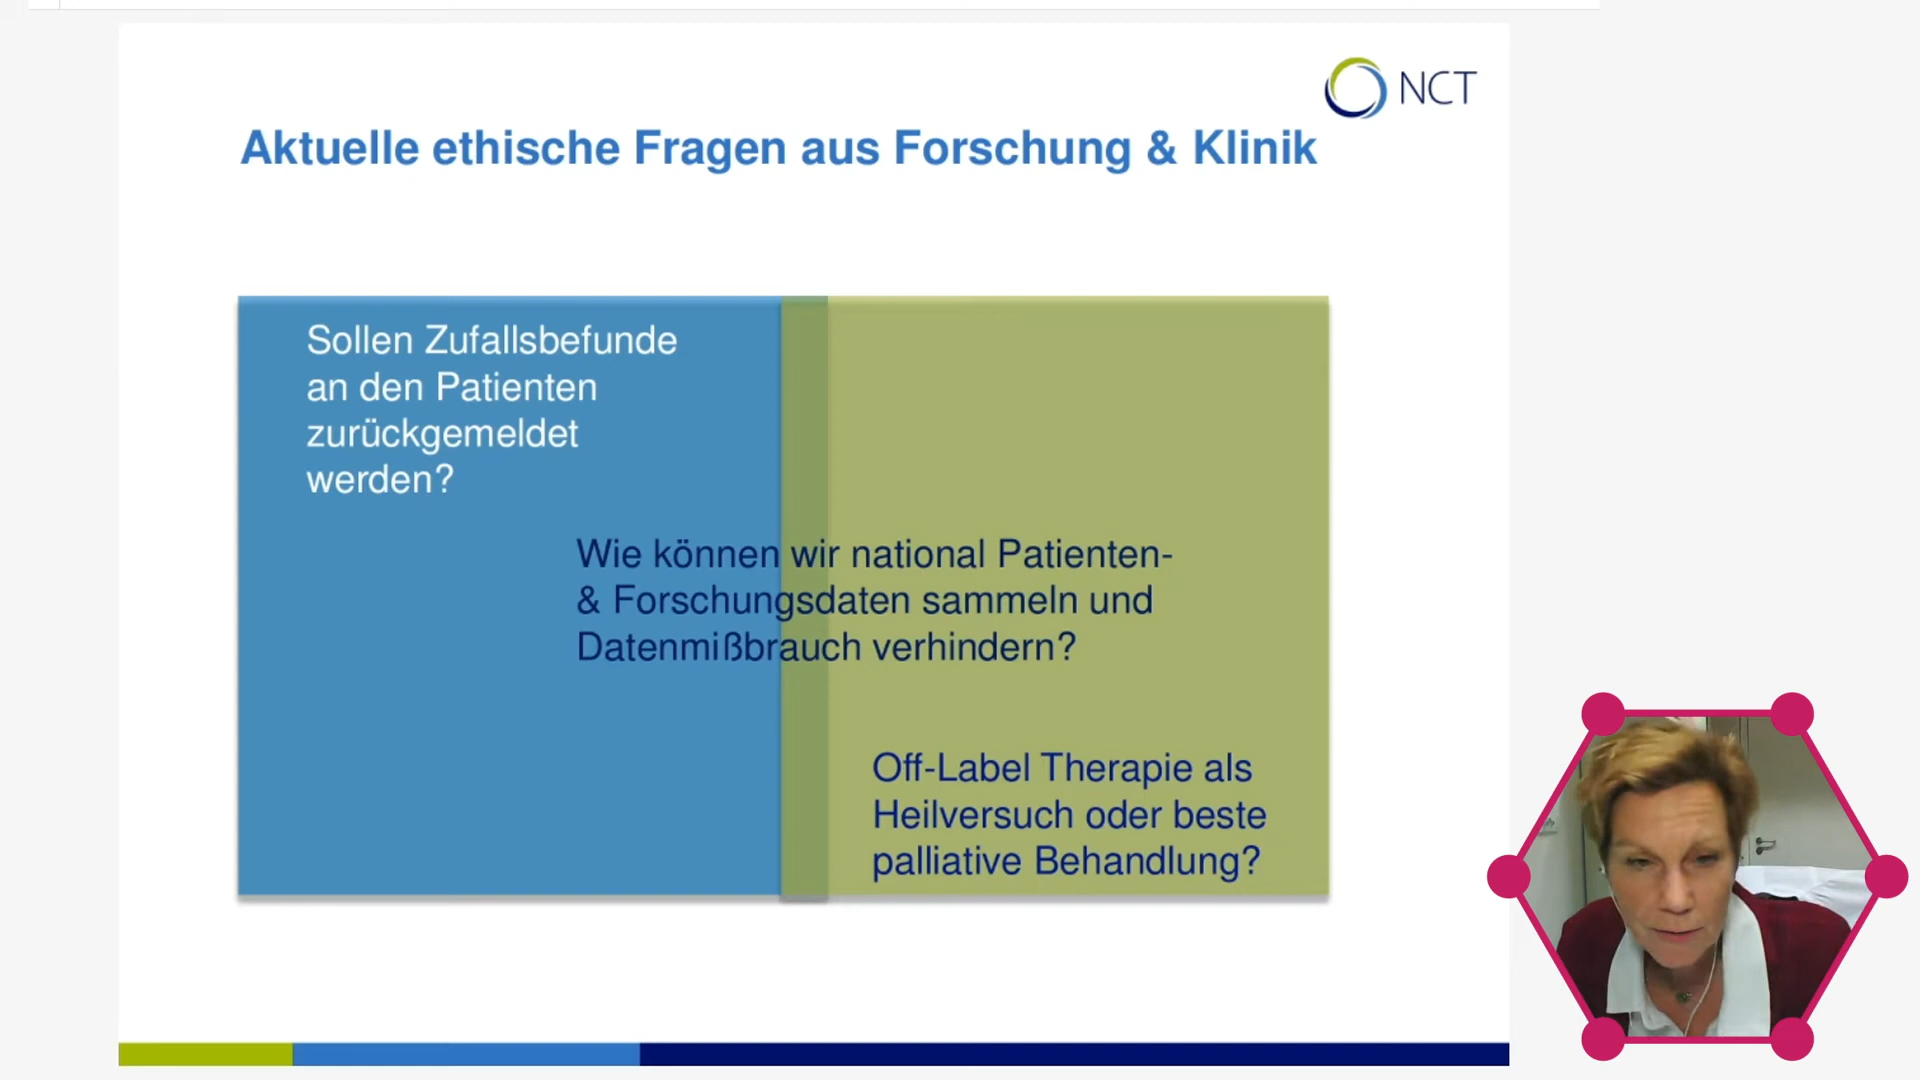 NCT
Aktuelle ethische Fragen aus Forschung & Klinik
Sollen Zufallsbefunde
an den Patienten
zurückgemeldet
werden?
Wie können wir national Patienten-
& Forschungsdaten sammeln und
Datenmißbrauch verhindern?
Off-Label Therapie als
Heilversuch oder beste
palliative Behandlung?